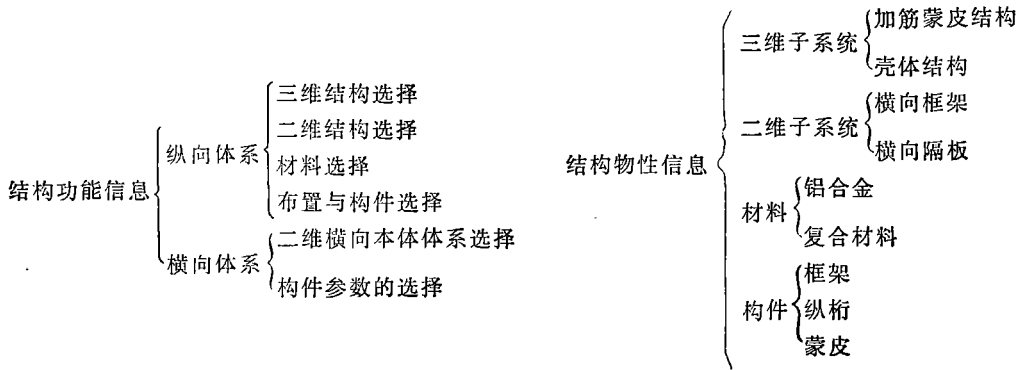 结构功能信息
纵向体系
三维结构选择
二维结构选择
材料选择
布置与构件选择
横向体系
二维横向本体体系选择
构件参数的选择
结构物性信息
三维子系统
加筋蒙皮结构
壳体结构
二维子系统
横向框架
横向隔板
材料
铝合金
复合材料
构件
框架
纵桁
蒙皮